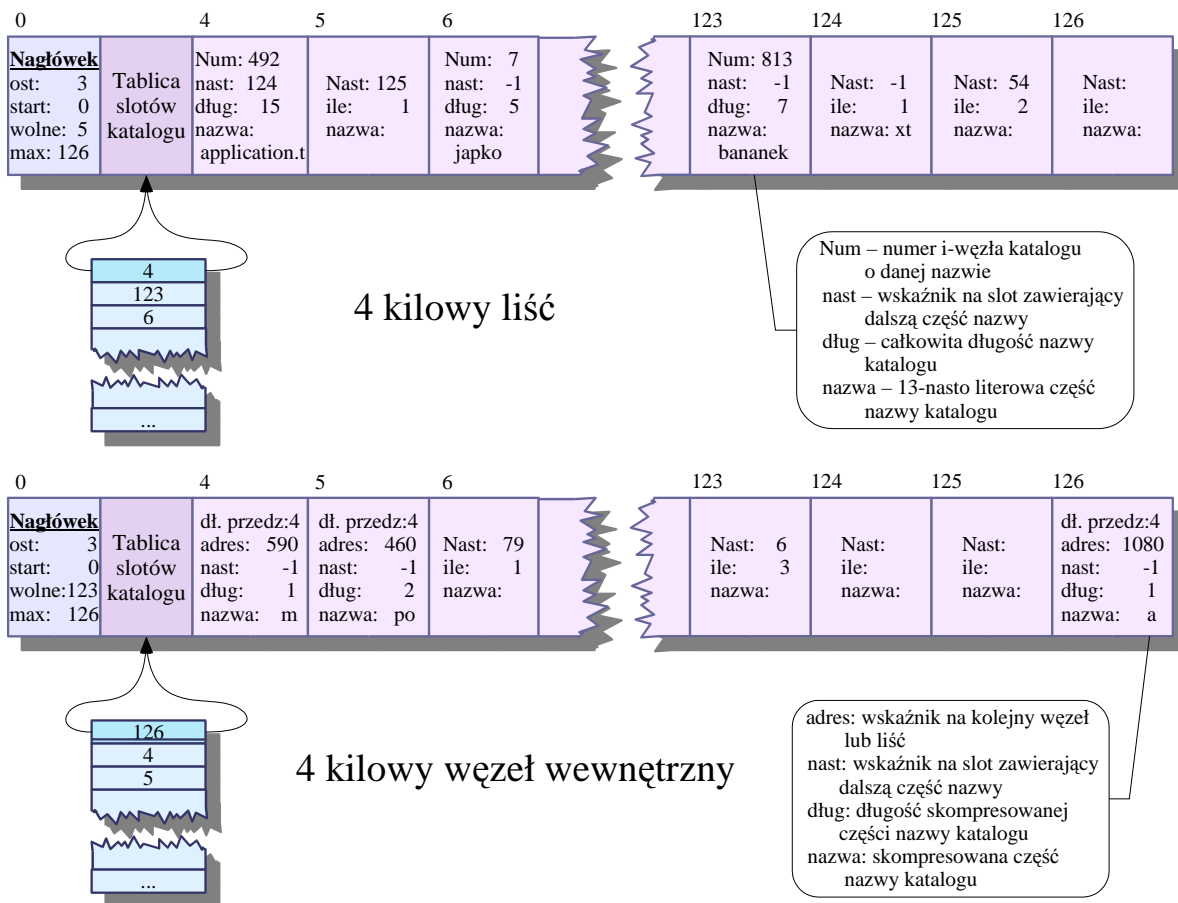 0 4 5 6 123 124 125 126
Nagłówek
ost: 3
start: 0
wolne: 5
max: 126
Tablica
slotów
katalogu
Num: 492
nast: 124
dług: 15
nazwa:
application.t
Nast: 125
ile: 1
nazwa:
Num: 7
nast: -1
dług: 5
nazwa:
japko
Num: 813
nast: -1
dług: 7
nazwa:
bananek
Nast: -1
ile: 1
nazwa: xt
Nast: 54
ile: 2
nazwa:
Nast:
ile:
nazwa:
4
123
6
...
4 kilowy liść
Num – numer i-węzła katalogu
o danej nazwie
nast – wskaźnik na slot zawierający
dalszą część nazwy
dług – całkowita długość nazwy
katalogu
nazwa – 13-nasto literowa część
nazwy katalogu
0 4 5 6 123 124 125 126
Nagłówek
ost: 3
start: 0
wolne:123
max: 126
Tablica
slotów
katalogu
dł. przedz:4
adres: 590
nast: -1
dług: 1
nazwa: m
dł. przedz:4
adres: 460
nast: -1
dług: 2
nazwa: po
Nast: 79
ile: 1
nazwa:
Nast: 6
ile: 3
nazwa:
Nast:
ile:
nazwa:
Nast:
ile:
nazwa:
dł. przedz:4
adres: 1080
nast: -1
dług: 1
nazwa: a
126
4
5
...
4 kilowy węzeł wewnętrzny
adres: wskaźnik na kolejny węzeł
lub liść
nast: wskaźnik na slot zawierający
dalszą część nazwy
dług: długość skompresowanej
części nazwy katalogu
nazwa: skompresowana część
nazwy katalogu